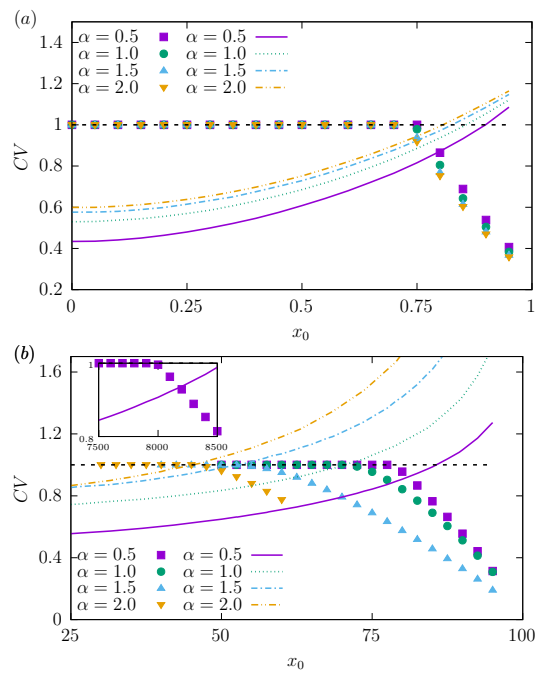 (a)
1.4
1.2
1
0.8
0.6
0.4
0.2
CV
α = 0.5 α = 0.5
α = 1.0 α = 1.0
α = 1.5 α = 1.5
α = 2.0 α = 2.0
0 0.25 0.5 0.75 1
x₀
(b)
1.6
1.2
1
0.8
0.4
0
CV
1
0.8
7500 8000 8500
α = 0.5 α = 0.5
α = 1.0 α = 1.0
α = 1.5 α = 1.5
α = 2.0 α = 2.0
25 50 75 100
x₀